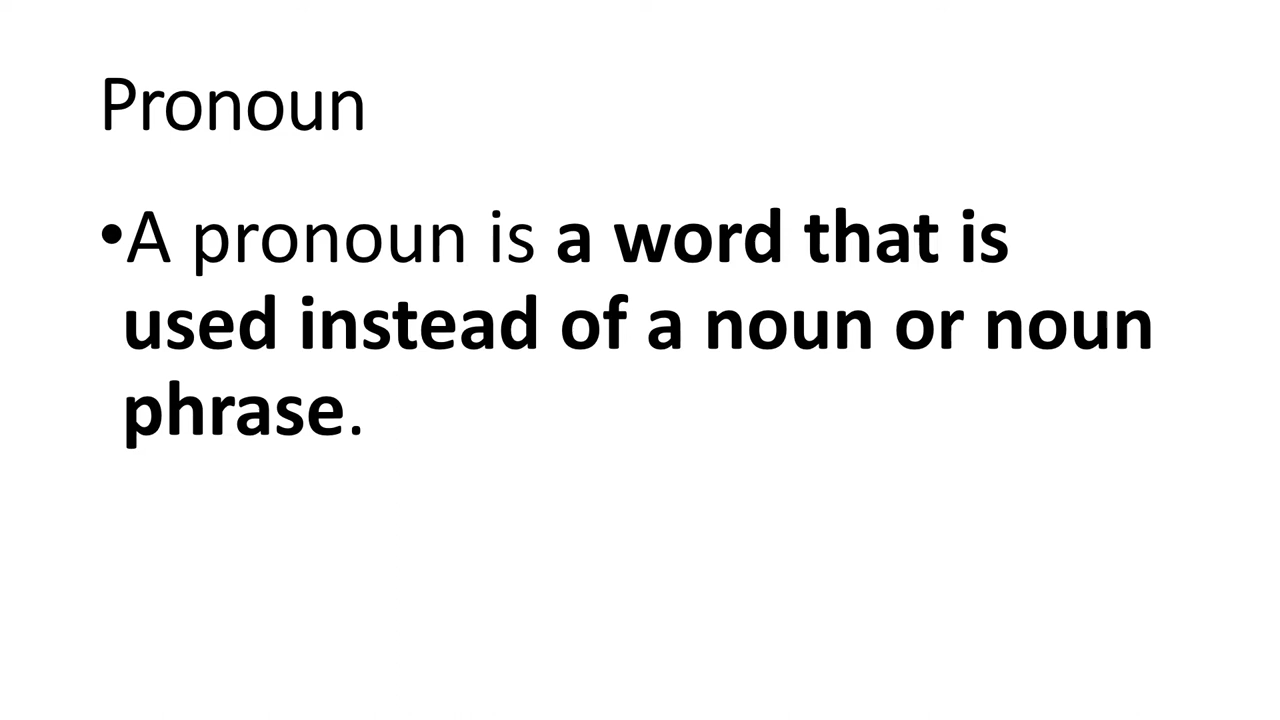 Pronoun
•A pronoun is a word that is
used instead of a noun or noun
phrase.